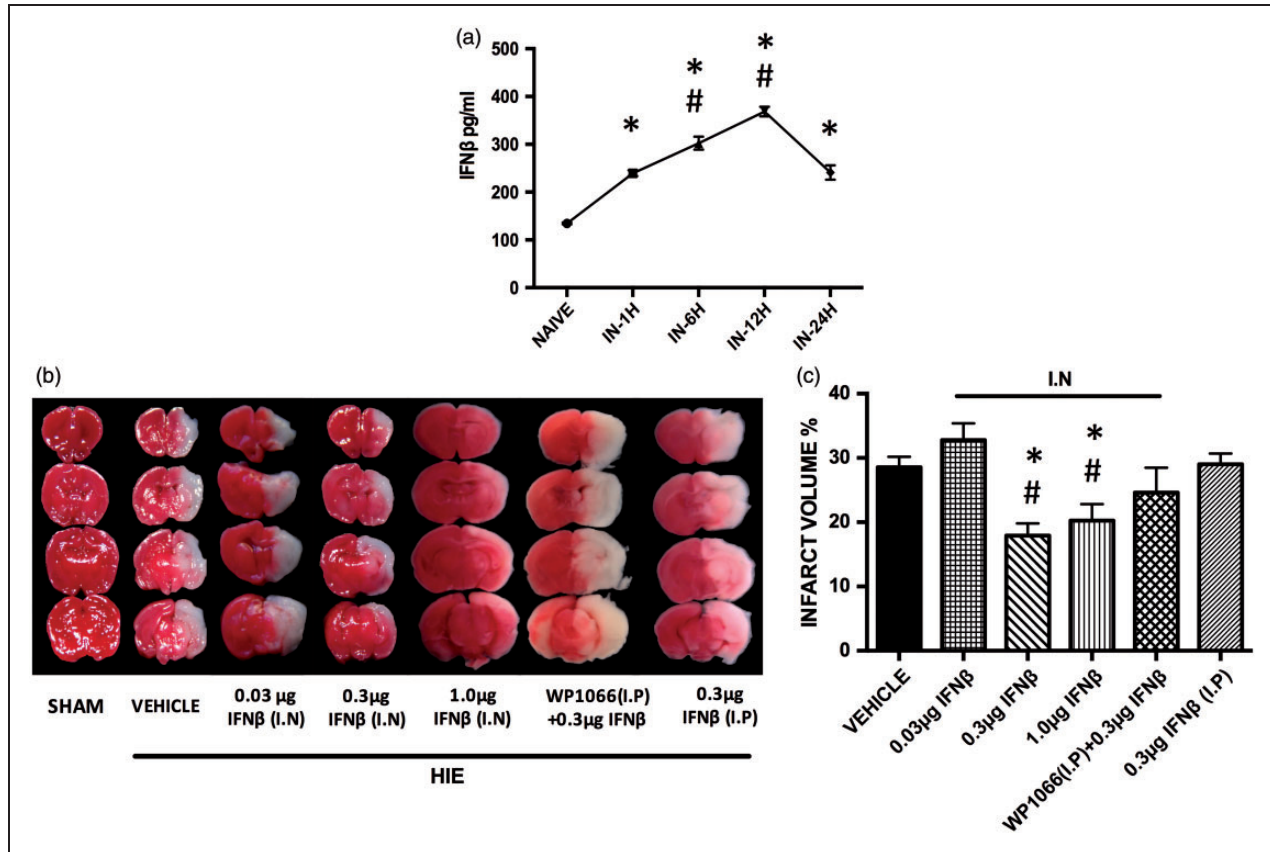 (a)
500
400
300
200
100
0
IFNβ pg/ml
*
*
#
*
#
*
NAIVE
IN-1H
IN-6H
IN-12H
IN-24H
(b)
SHAM
VEHICLE
0.03 µg
IFNβ (I.N)
0.3µg
IFNβ (I.N)
1.0µg
IFNβ (I.N)
WP1066(I.P)
+0.3µg IFNβ
0.3µg
IFNβ (I.P)
HIE
(c)
I.N
40
30
20
10
0
INFARCT VOLUME %
*
#
*
#
VEHICLE
0.03µg IFNβ
0.3µg IFNβ
1.0µg IFNβ
WP1066(I.P)+0.3µg IFNβ
0.3µg IFNβ (I.P)